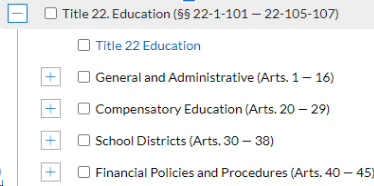 Title 22. Education (§§ 22-1-101 — 22-105-107)
Title 22 Education
General and Administrative (Arts. 1 — 16)
Compensatory Education (Arts. 20 — 29)
School Districts (Arts. 30 — 38)
Financial Policies and Procedures (Arts. 40 — 45)